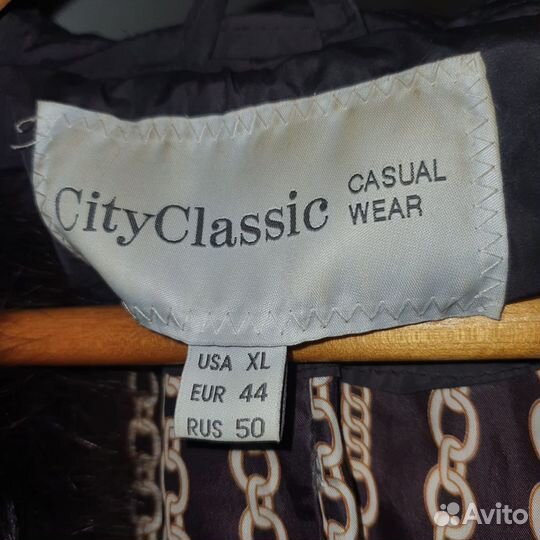 CityClassic CASUAL WEAR
USA XL
EUR 44
RUS 50
Avito